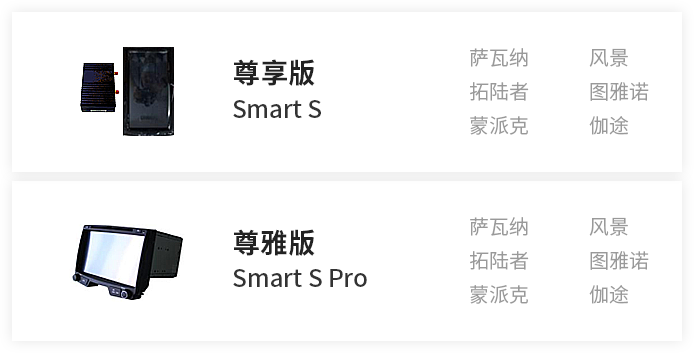 尊享版
Smart S
萨瓦纳 风景
拓陆者 图雅诺
蒙派克 伽途
尊雅版
Smart S Pro
萨瓦纳 风景
拓陆者 图雅诺
蒙派克 伽途